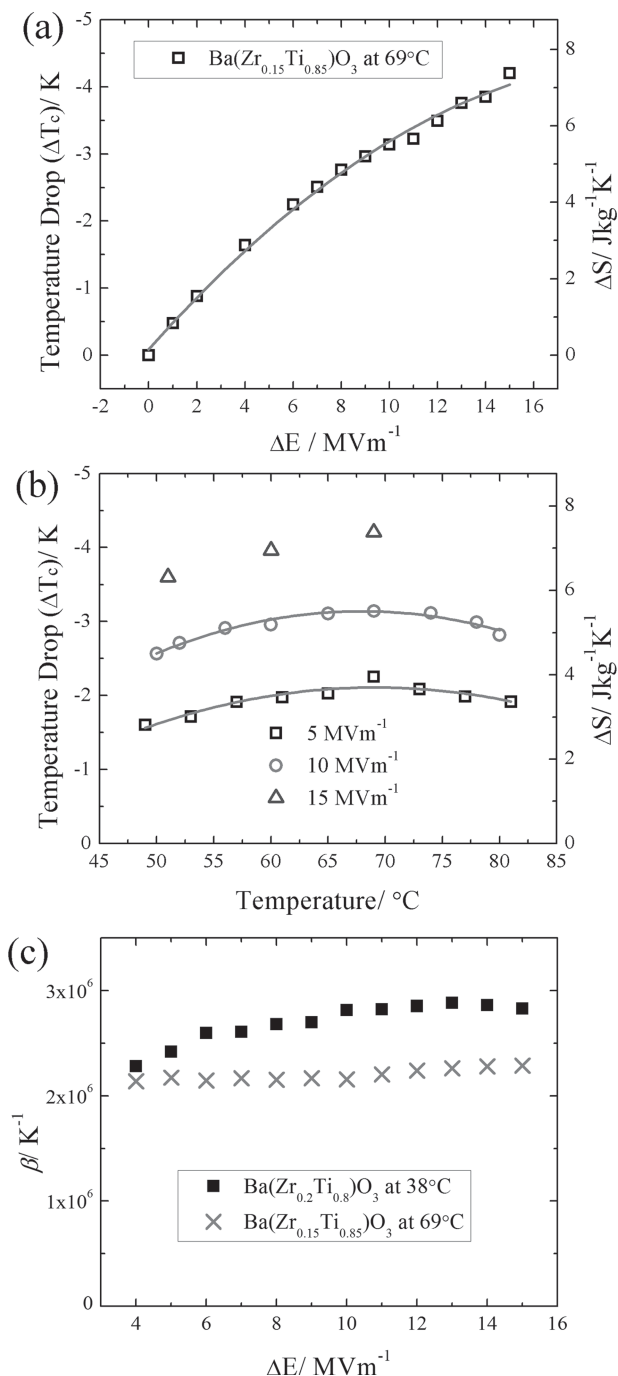 (a)
Temperature Drop (ΔTc)/ K
-5
-4
-3
-2
-1
0
Ba(Zr0.15Ti0.85)O3 at 69°C
8
6
4
2
0
ΔS/ Jkg-1K-1
-2 0 2 4 6 8 10 12 14 16
ΔE / MVm-1
(b)
Temperature Drop (ΔTc)/ K
-5
-4
-3
-2
-1
0
5 MVm-1
10 MVm-1
15 MVm-1
8
6
4
2
0
ΔS/ Jkg-1K-1
45 50 55 60 65 70 75 80 85
Temperature/ °C
(c)
β/ K-1
3x106
2x106
1x106
0
Ba(Zr0.2Ti0.8)O3 at 38°C
Ba(Zr0.15Ti0.85)O3 at 69°C
4 6 8 10 12 14 16
ΔE/ MVm-1